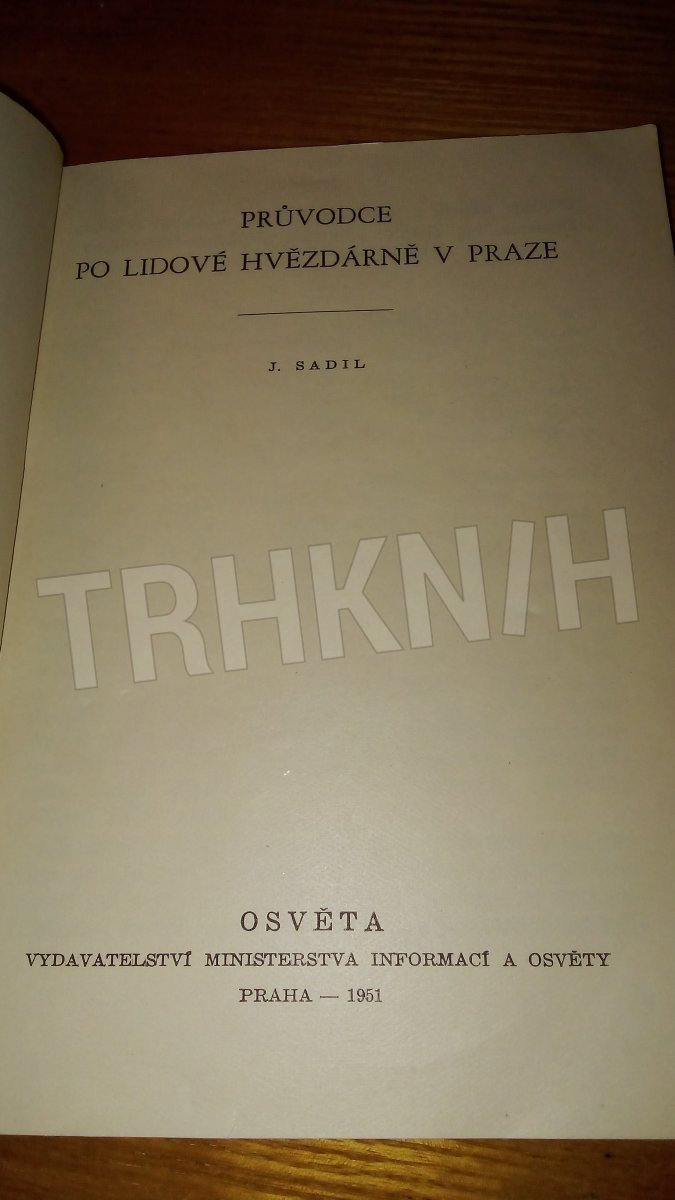 PRŮVODCE
PO LIDOVÉ HVĚZDÁRNĚ V PRAZE
J. SADIL
TRHKNIH
OSVĚTA
VYDAVATELSTVÍ MINISTERSTVA INFORMACÍ A OSVĚTY
PRAHA — 1951